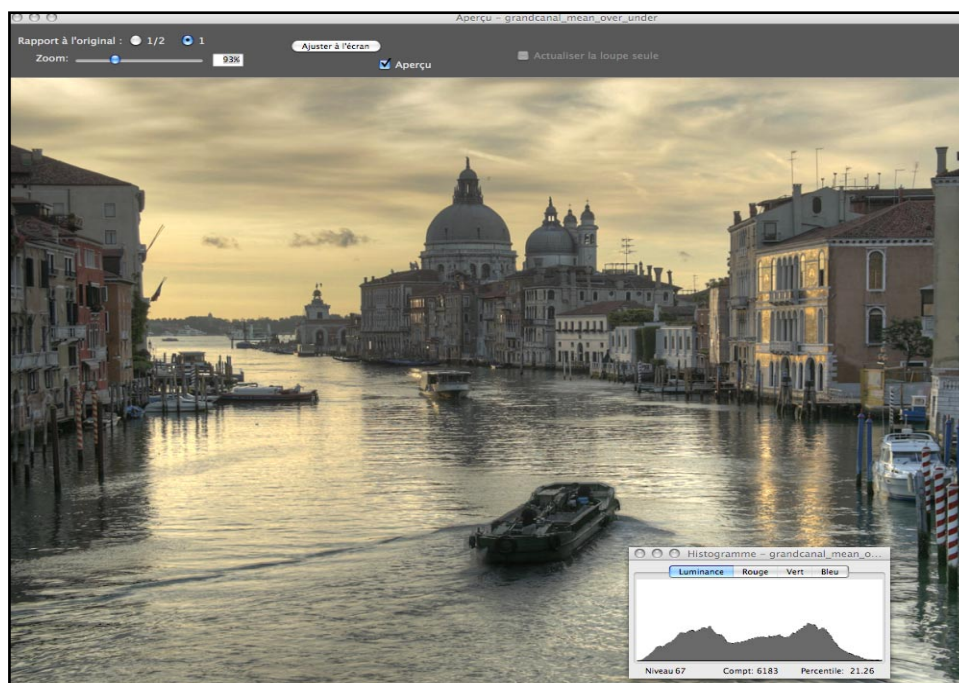 Aperçu - grandcanal_mean_over_under
Rapport à l'original : 1/2 1
Ajuster à l'écran
Zoom: 93%
Aperçu
Actualiser la loupe seule
Histogramme - grandcanal_mean_o...
Luminance Rouge Vert Bleu
Niveau 67 Compt: 6183 Percentile: 21.26